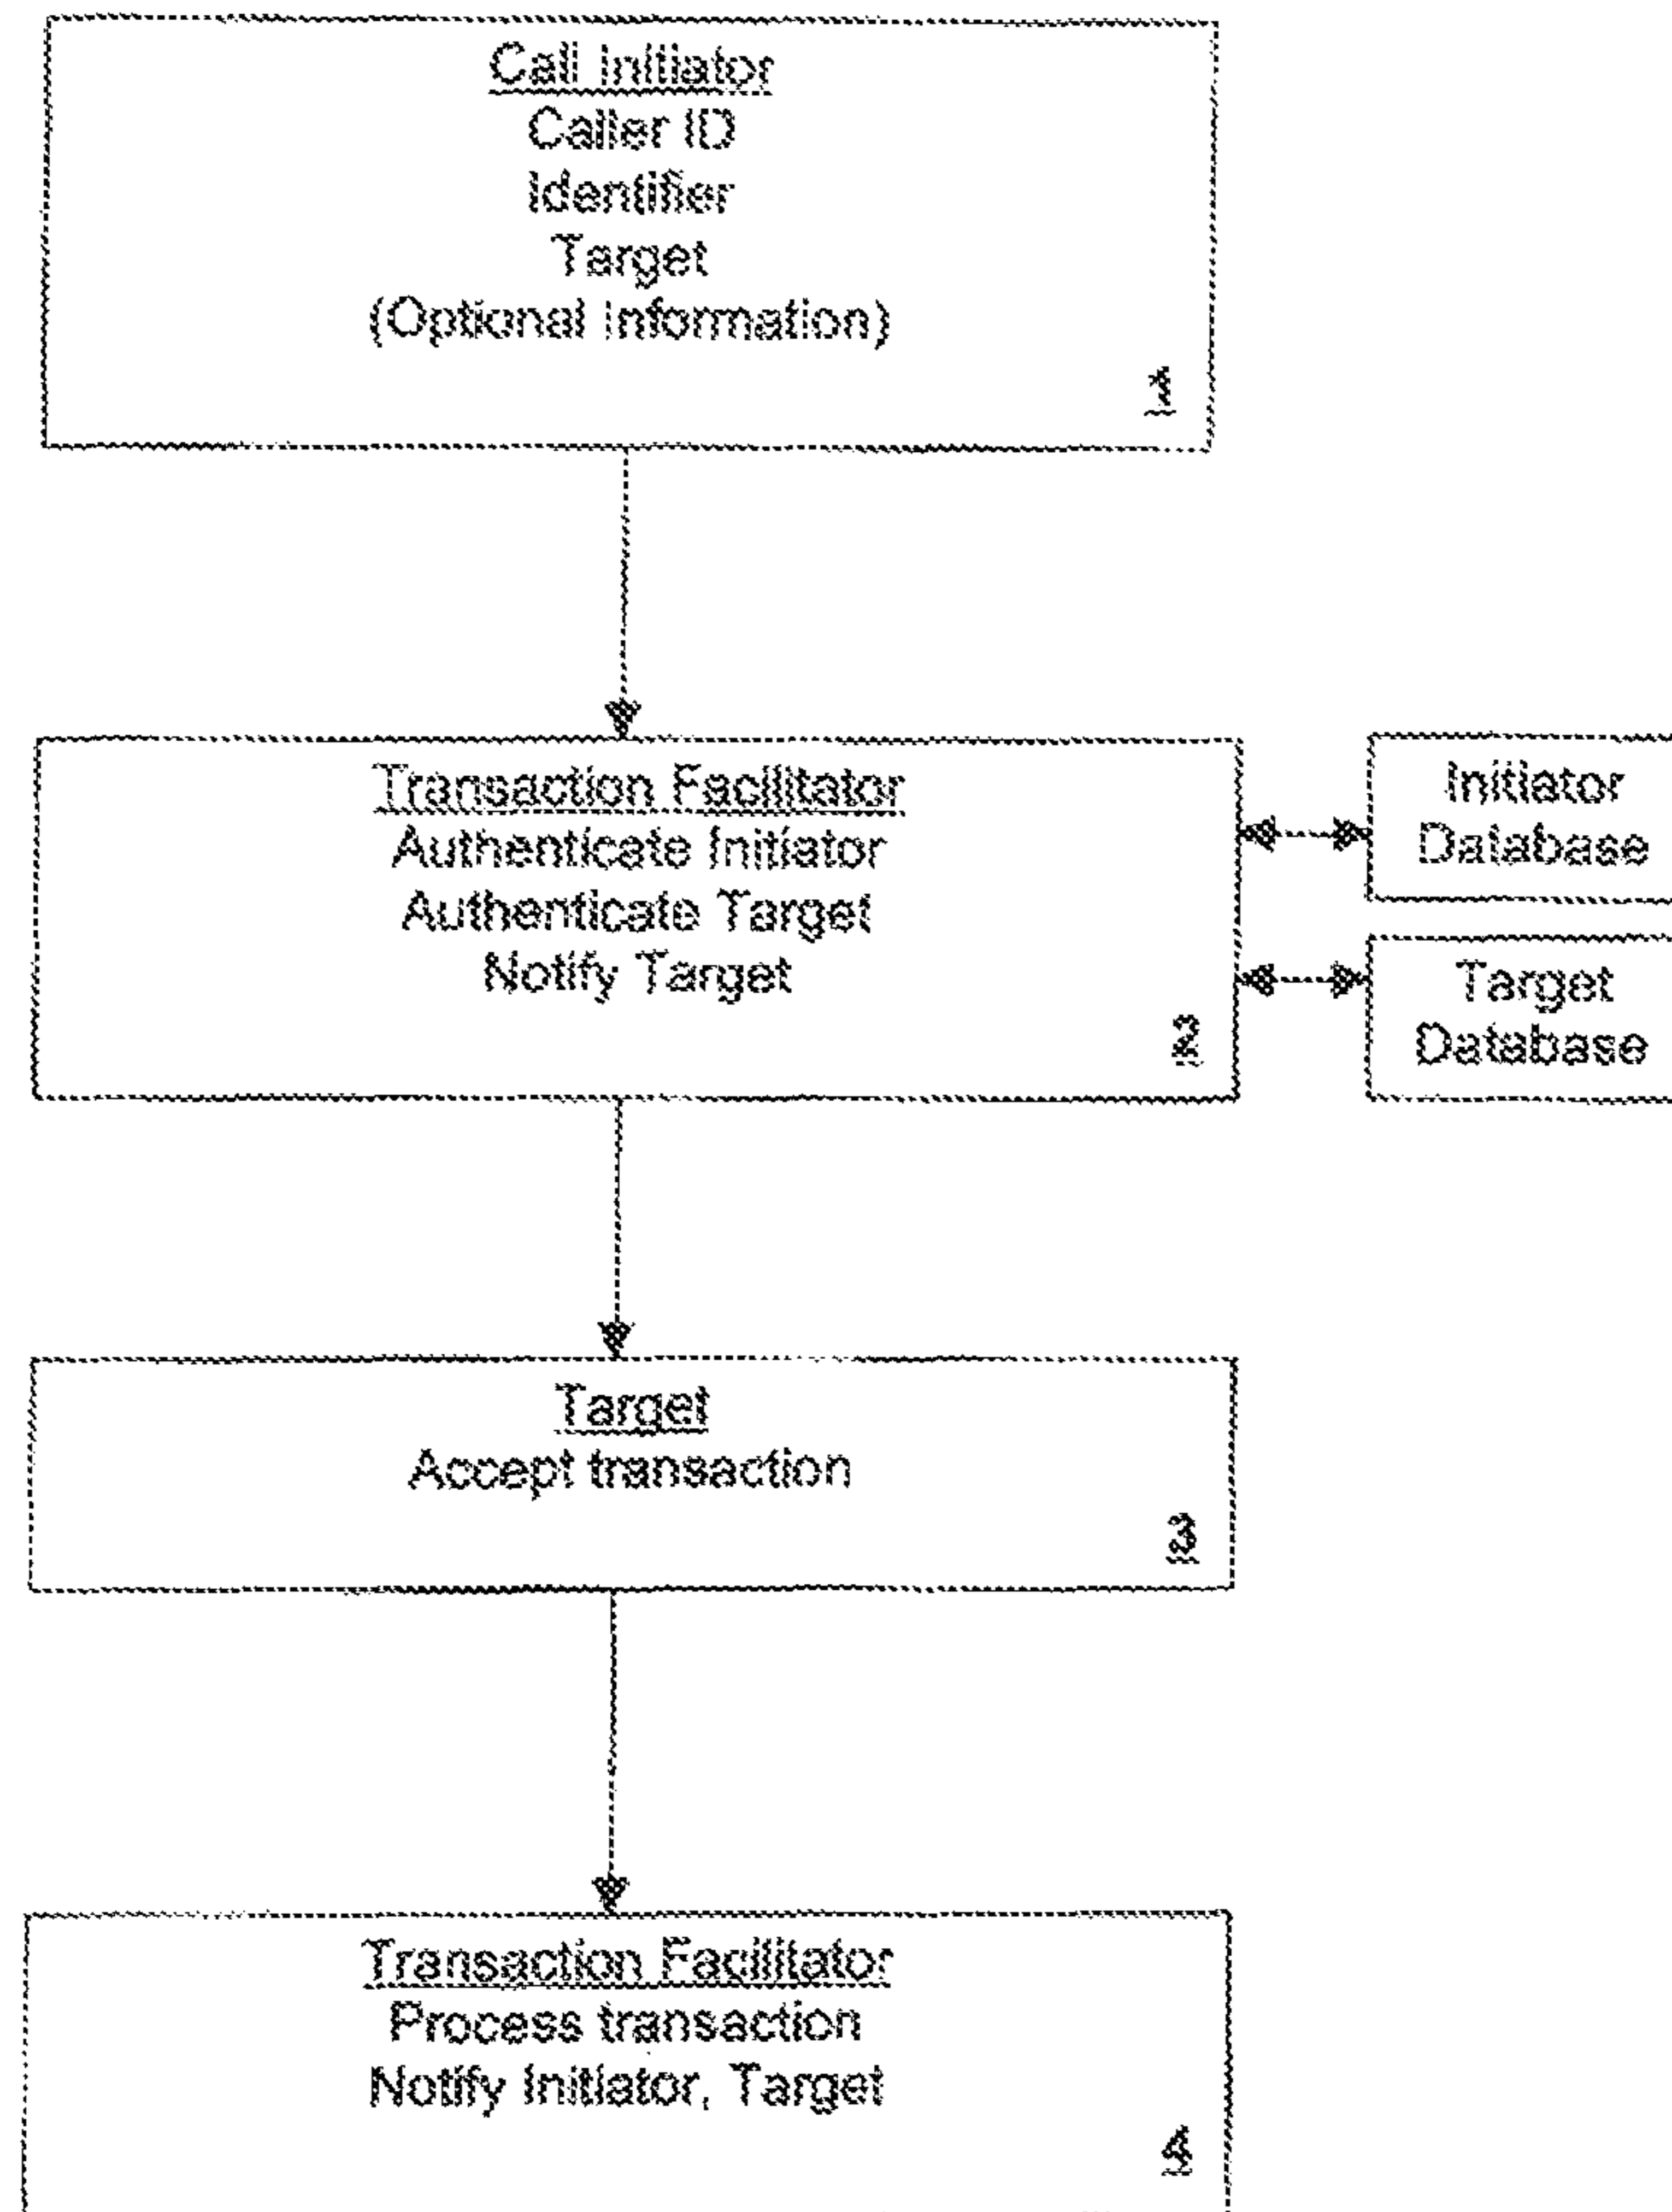 Call Initiator
Caller ID
Identifier
Target
(Optional Information)
1
Transaction Facilitator
Authenticate Initiator
Authenticate Target
Notify Target
2
Initiator
Database
Target
Database
Target
Accept transaction
3
Transaction Facilitator
Process transaction
Notify Initiator, Target
4